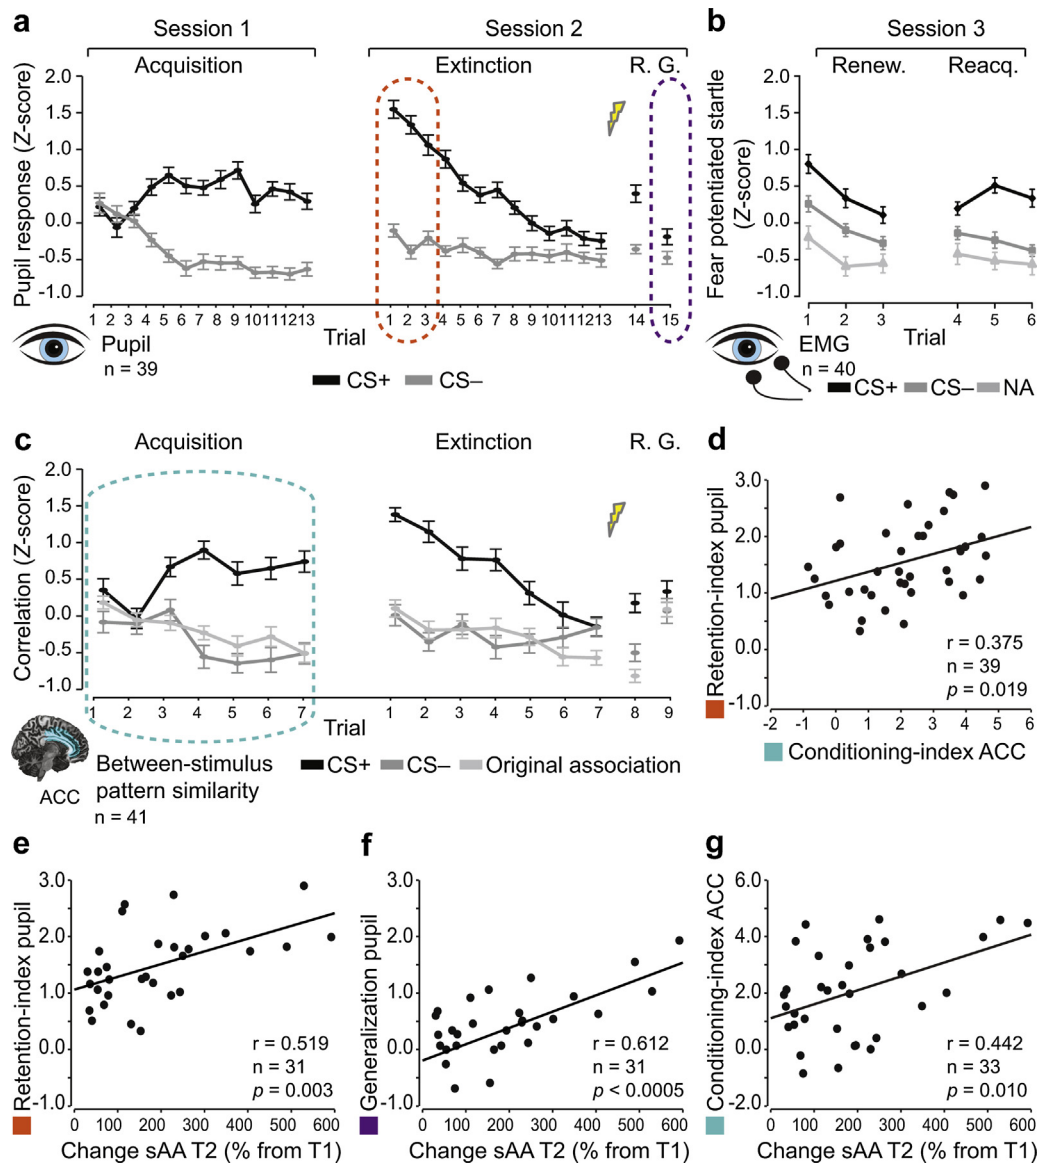 a
Session 1
Session 2
Acquisition
Extinction
R. G.
Pupil response (Z-score)
2.0
1.5
1.0
0.5
0.0
-0.5
-1.0
1 2 3 4 5 6 7 8 9 10 11 12 13
1 2 3 4 5 6 7 8 9 10 11 12 13 14 15
Trial
Pupil
n = 39
CS+ CS–
b
Session 3
Renew. Reacq.
Fear potentiated startle
(Z-score)
2.0
1.5
1.0
0.5
0.0
-0.5
-1.0
1 2 3 4 5 6
Trial
EMG
n = 40
CS+ CS– NA
c
Acquisition
Extinction
R. G.
Correlation (Z-score)
2.0
1.5
1.0
0.5
0.0
-0.5
-1.0
1 2 3 4 5 6 7
1 2 3 4 5 6 7 8 9
Trial
ACC
Between-stimulus
pattern similarity
n = 41
CS+ CS– Original association
d
Retention-index pupil
4.0
3.0
2.0
1.0
0.0
-1.0
r = 0.375
n = 39
p = 0.019
-2 -1 0 1 2 3 4 5 6
Conditioning-index ACC
e
Retention-index pupil
3.0
2.0
1.0
0.0
-1.0
r = 0.519
n = 31
p = 0.003
0 100 200 300 400 500 600
Change sAA T2 (% from T1)
f
Generalization pupil
3.0
2.0
1.0
0.0
-1.0
r = 0.612
n = 31
p < 0.0005
0 100 200 300 400 500 600
Change sAA T2 (% from T1)
g
Conditioning-index ACC
6.0
4.0
2.0
0.0
-2.0
r = 0.442
n = 33
p = 0.010
0 100 200 300 400 500 600
Change sAA T2 (% from T1)